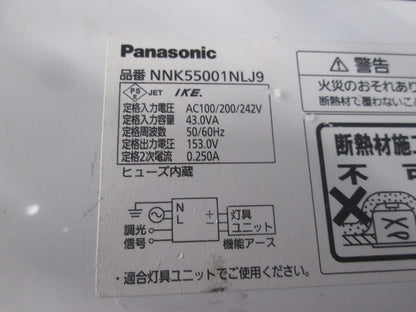 Panasonic
品番 NNK55001NLJ9
PS E JET IKE.
定格入力電圧 AC100/200/242V
定格入力容量 43.0VA
定格周波数 50/60Hz
定格出力電圧 153.0V
定格2次電流 0.250A
ヒューズ内蔵
N
L
+
−
灯具
ユニット
調光
信号
機能アース
・適合灯具ユニットでご使用ください。
⚠ 警告
火災のおそれあり
断熱材で覆わないこ
断熱材施工
不 可